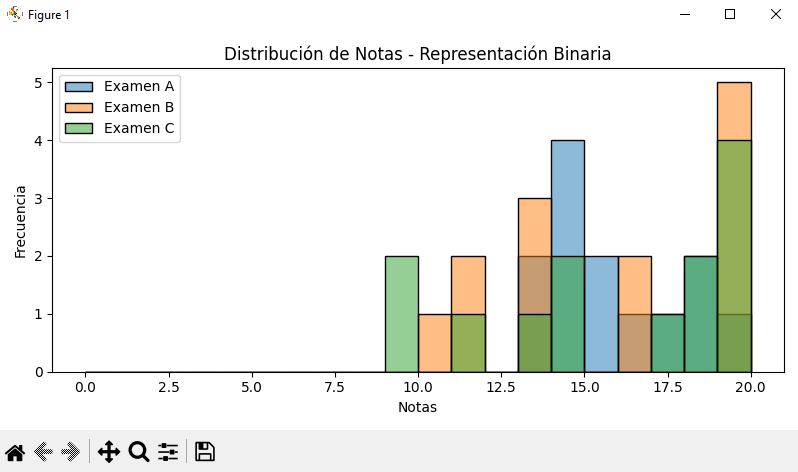 Figure 1
Distribución de Notas - Representación Binaria
Examen A
Examen B
Examen C
Frecuencia
5
4
3
2
1
0
0.0 2.5 5.0 7.5 10.0 12.5 15.0 17.5 20.0
Notas